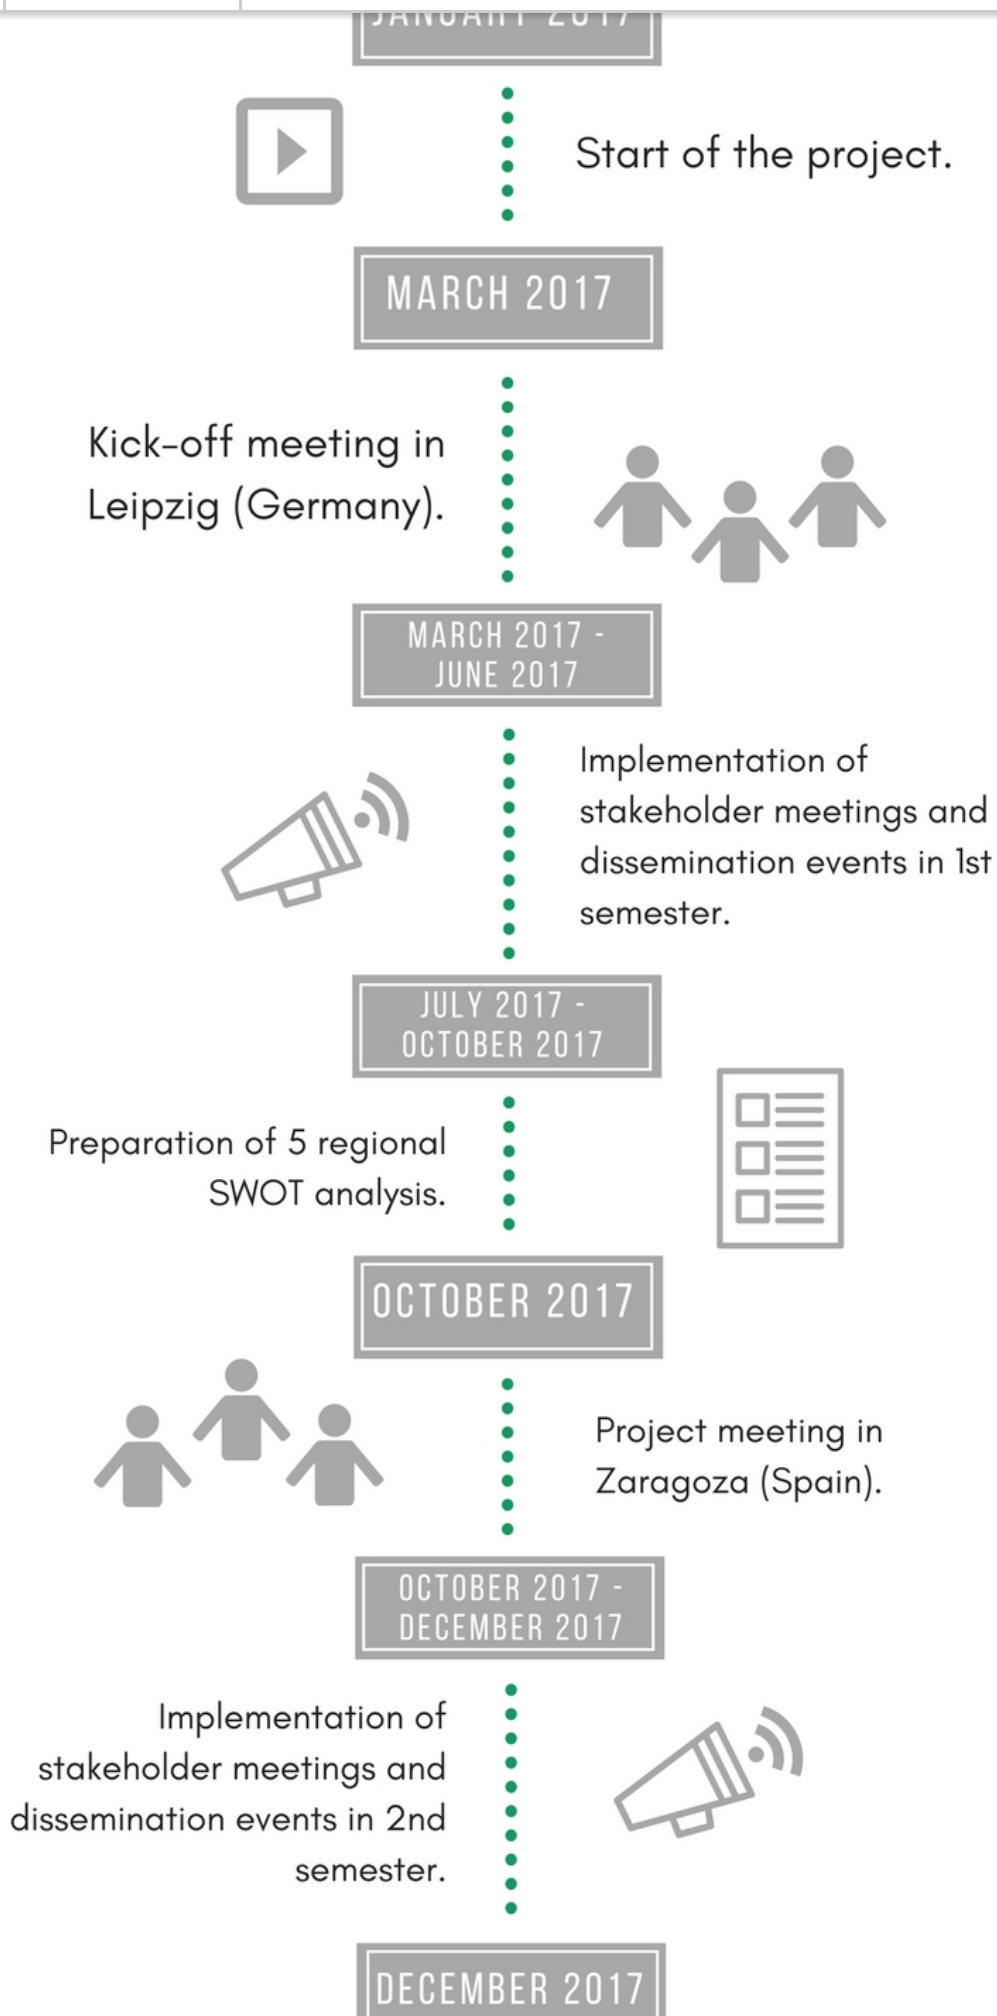 JANUARY 2017
Start of the project.
MARCH 2017
Kick-off meeting in
Leipzig (Germany).
MARCH 2017 -
JUNE 2017
Implementation of
stakeholder meetings and
dissemination events in 1st
semester.
JULY 2017 -
OCTOBER 2017
Preparation of 5 regional
SWOT analysis.
OCTOBER 2017
Project meeting in
Zaragoza (Spain).
OCTOBER 2017 -
DECEMBER 2017
Implementation of
stakeholder meetings and
dissemination events in 2nd
semester.
DECEMBER 2017